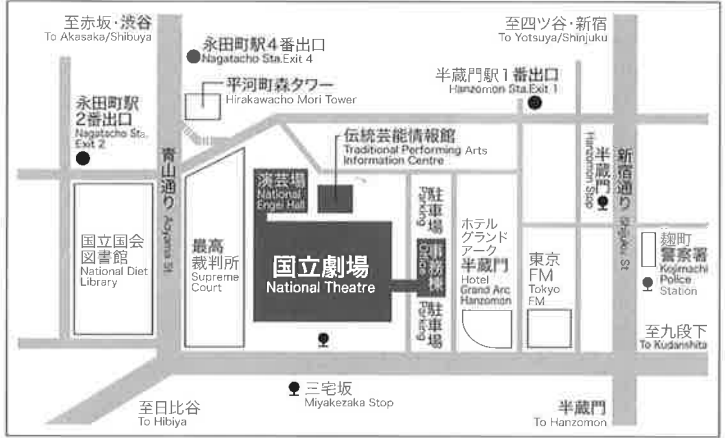 至赤坂・渋谷
To Akasaka/Shibuya
永田町駅4番出口
Nagatacho Sta.Exit 4
至四ツ谷・新宿
To Yotsuya/Shinjuku
平河町森タワー
Hirakawacho Mori Tower
半蔵門駅1番出口
Hanzomon Sta.Exit 1
永田町駅
2番出口
Nagatacho Sta.
Exit 2
伝統芸能情報館
Traditional Performing Arts
Information Centre
青山通り
Aoyama St
演芸場
National
Engei Hall
駐車場
Parking
半蔵門
Hanzomon Stop
新宿通り
Shinjuku St
国立国会
図書館
National Diet
Library
最高
裁判所
Supreme
Court
国立劇場
National Theatre
事務棟
Office
駐車場
Parking
ホテル
グランド
アーク
半蔵門
Hotel
Grand Arc
Hanzomon
東京
FM
Tokyo
FM
麹町
警察署
Kojimachi
Police
Station
至九段下
To Kudanshita
三宅坂
Miyakezaka Stop
至日比谷
To Hibiya
半蔵門
To Hanzomon